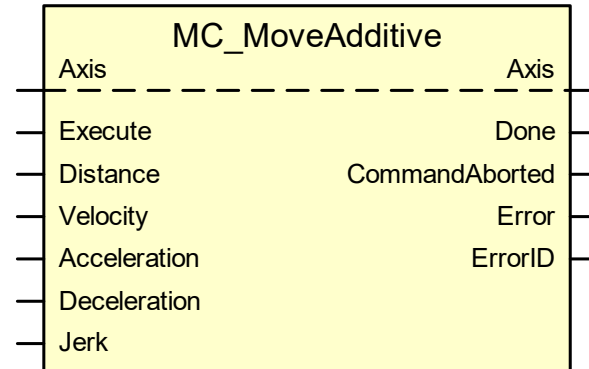 MC_MoveAdditive
Axis Axis
Execute Done
Distance CommandAborted
Velocity Error
Acceleration ErrorID
Deceleration
Jerk